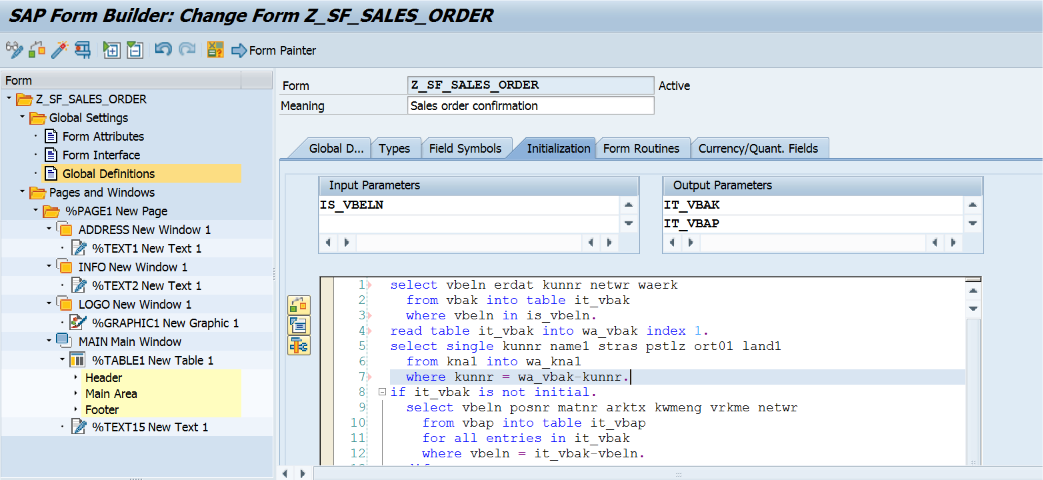 SAP Form Builder: Change Form Z_SF_SALES_ORDER
Form Painter
Form
Z_SF_SALES_ORDER
Global Settings
Form Attributes
Form Interface
Global Definitions
Pages and Windows
%PAGE1 New Page
ADDRESS New Window 1
%TEXT1 New Text 1
INFO New Window 1
%TEXT2 New Text 1
LOGO New Window 1
%GRAPHIC1 New Graphic 1
MAIN Main Window
%TABLE1 New Table 1
Header
Main Area
Footer
%TEXT15 New Text 1
Form Z_SF_SALES_ORDER Active
Meaning Sales order confirmation
Global D... Types Field Symbols Initialization Form Routines Currency/Quant. Fields
Input Parameters
IS_VBELN
Output Parameters
IT_VBAK
IT_VBAP
1 select vbeln erdat kunnr netwr waerk
2 from vbak into table it_vbak
3 where vbeln in is_vbeln.
4 read table it_vbak into wa_vbak index 1.
5 select single kunnr name1 stras pstlz ort01 land1
6 from kna1 into wa_kna1
7 where kunnr = wa_vbak-kunnr.
8 if it_vbak is not initial.
9 select vbeln posnr matnr arktx kwmeng vrkme netwr
10 from vbap into table it_vbap
11 for all entries in it_vbak
12 where vbeln = it_vbak-vbeln.